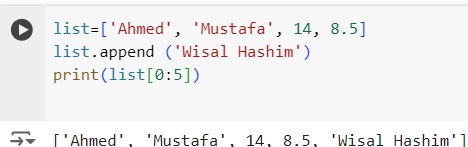 list=['Ahmed', 'Mustafa', 14, 8.5]
list.append ('Wisal Hashim')
print(list[0:5])
['Ahmed', 'Mustafa', 14, 8.5, 'Wisal Hashim']